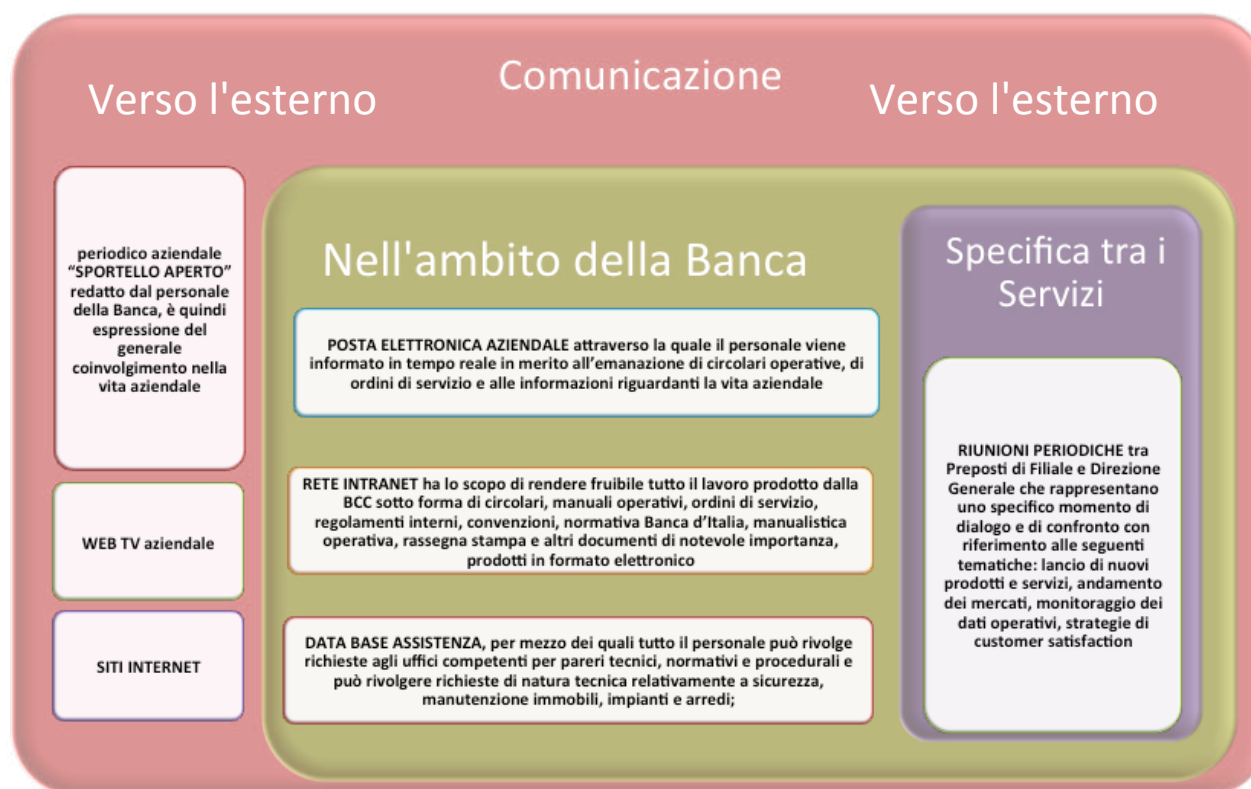 Comunicazione
Verso l'esterno
Verso l'esterno
periodico aziendale
“SPORTELLO APERTO”
redatto dal personale
della Banca, è quindi
espressione del
generale
coinvolgimento nella
vita aziendale
WEB TV aziendale
SITI INTERNET
Nell'ambito della Banca
POSTA ELETTRONICA AZIENDALE attraverso la quale il personale viene
informato in tempo reale in merito all’emanazione di circolari operative, di
ordini di servizio e alle informazioni riguardanti la vita aziendale
RETE INTRANET ha lo scopo di rendere fruibile tutto il lavoro prodotto dalla
BCC sotto forma di circolari, manuali operativi, ordini di servizio,
regolamenti interni, convenzioni, normativa Banca d’Italia, manualistica
operativa, rassegna stampa e altri documenti di notevole importanza,
prodotti in formato elettronico
DATA BASE ASSISTENZA, per mezzo dei quali tutto il personale può rivolge
richieste agli uffici competenti per pareri tecnici, normativi e procedurali e
può rivolgere richieste di natura tecnica relativamente a sicurezza,
manutenzione immobili, impianti e arredi;
Specifica tra i
Servizi
RIUNIONI PERIODICHE tra
Preposti di Filiale e Direzione
Generale che rappresentano
uno specifico momento di
dialogo e di confronto con
riferimento alle seguenti
tematiche: lancio di nuovi
prodotti e servizi, andamento
dei mercati, monitoraggio dei
dati operativi, strategie di
customer satisfaction